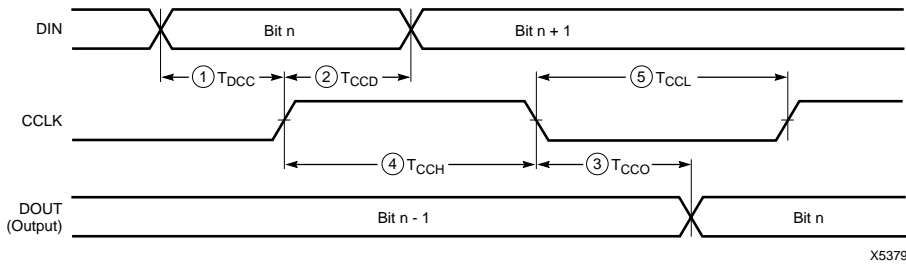 DIN
Bit n
Bit n + 1
1 TDCC
2 TCCD
5 TCCL
CCLK
4 TCCH
3 TCCO
DOUT
(Output)
Bit n - 1
Bit n
X5379